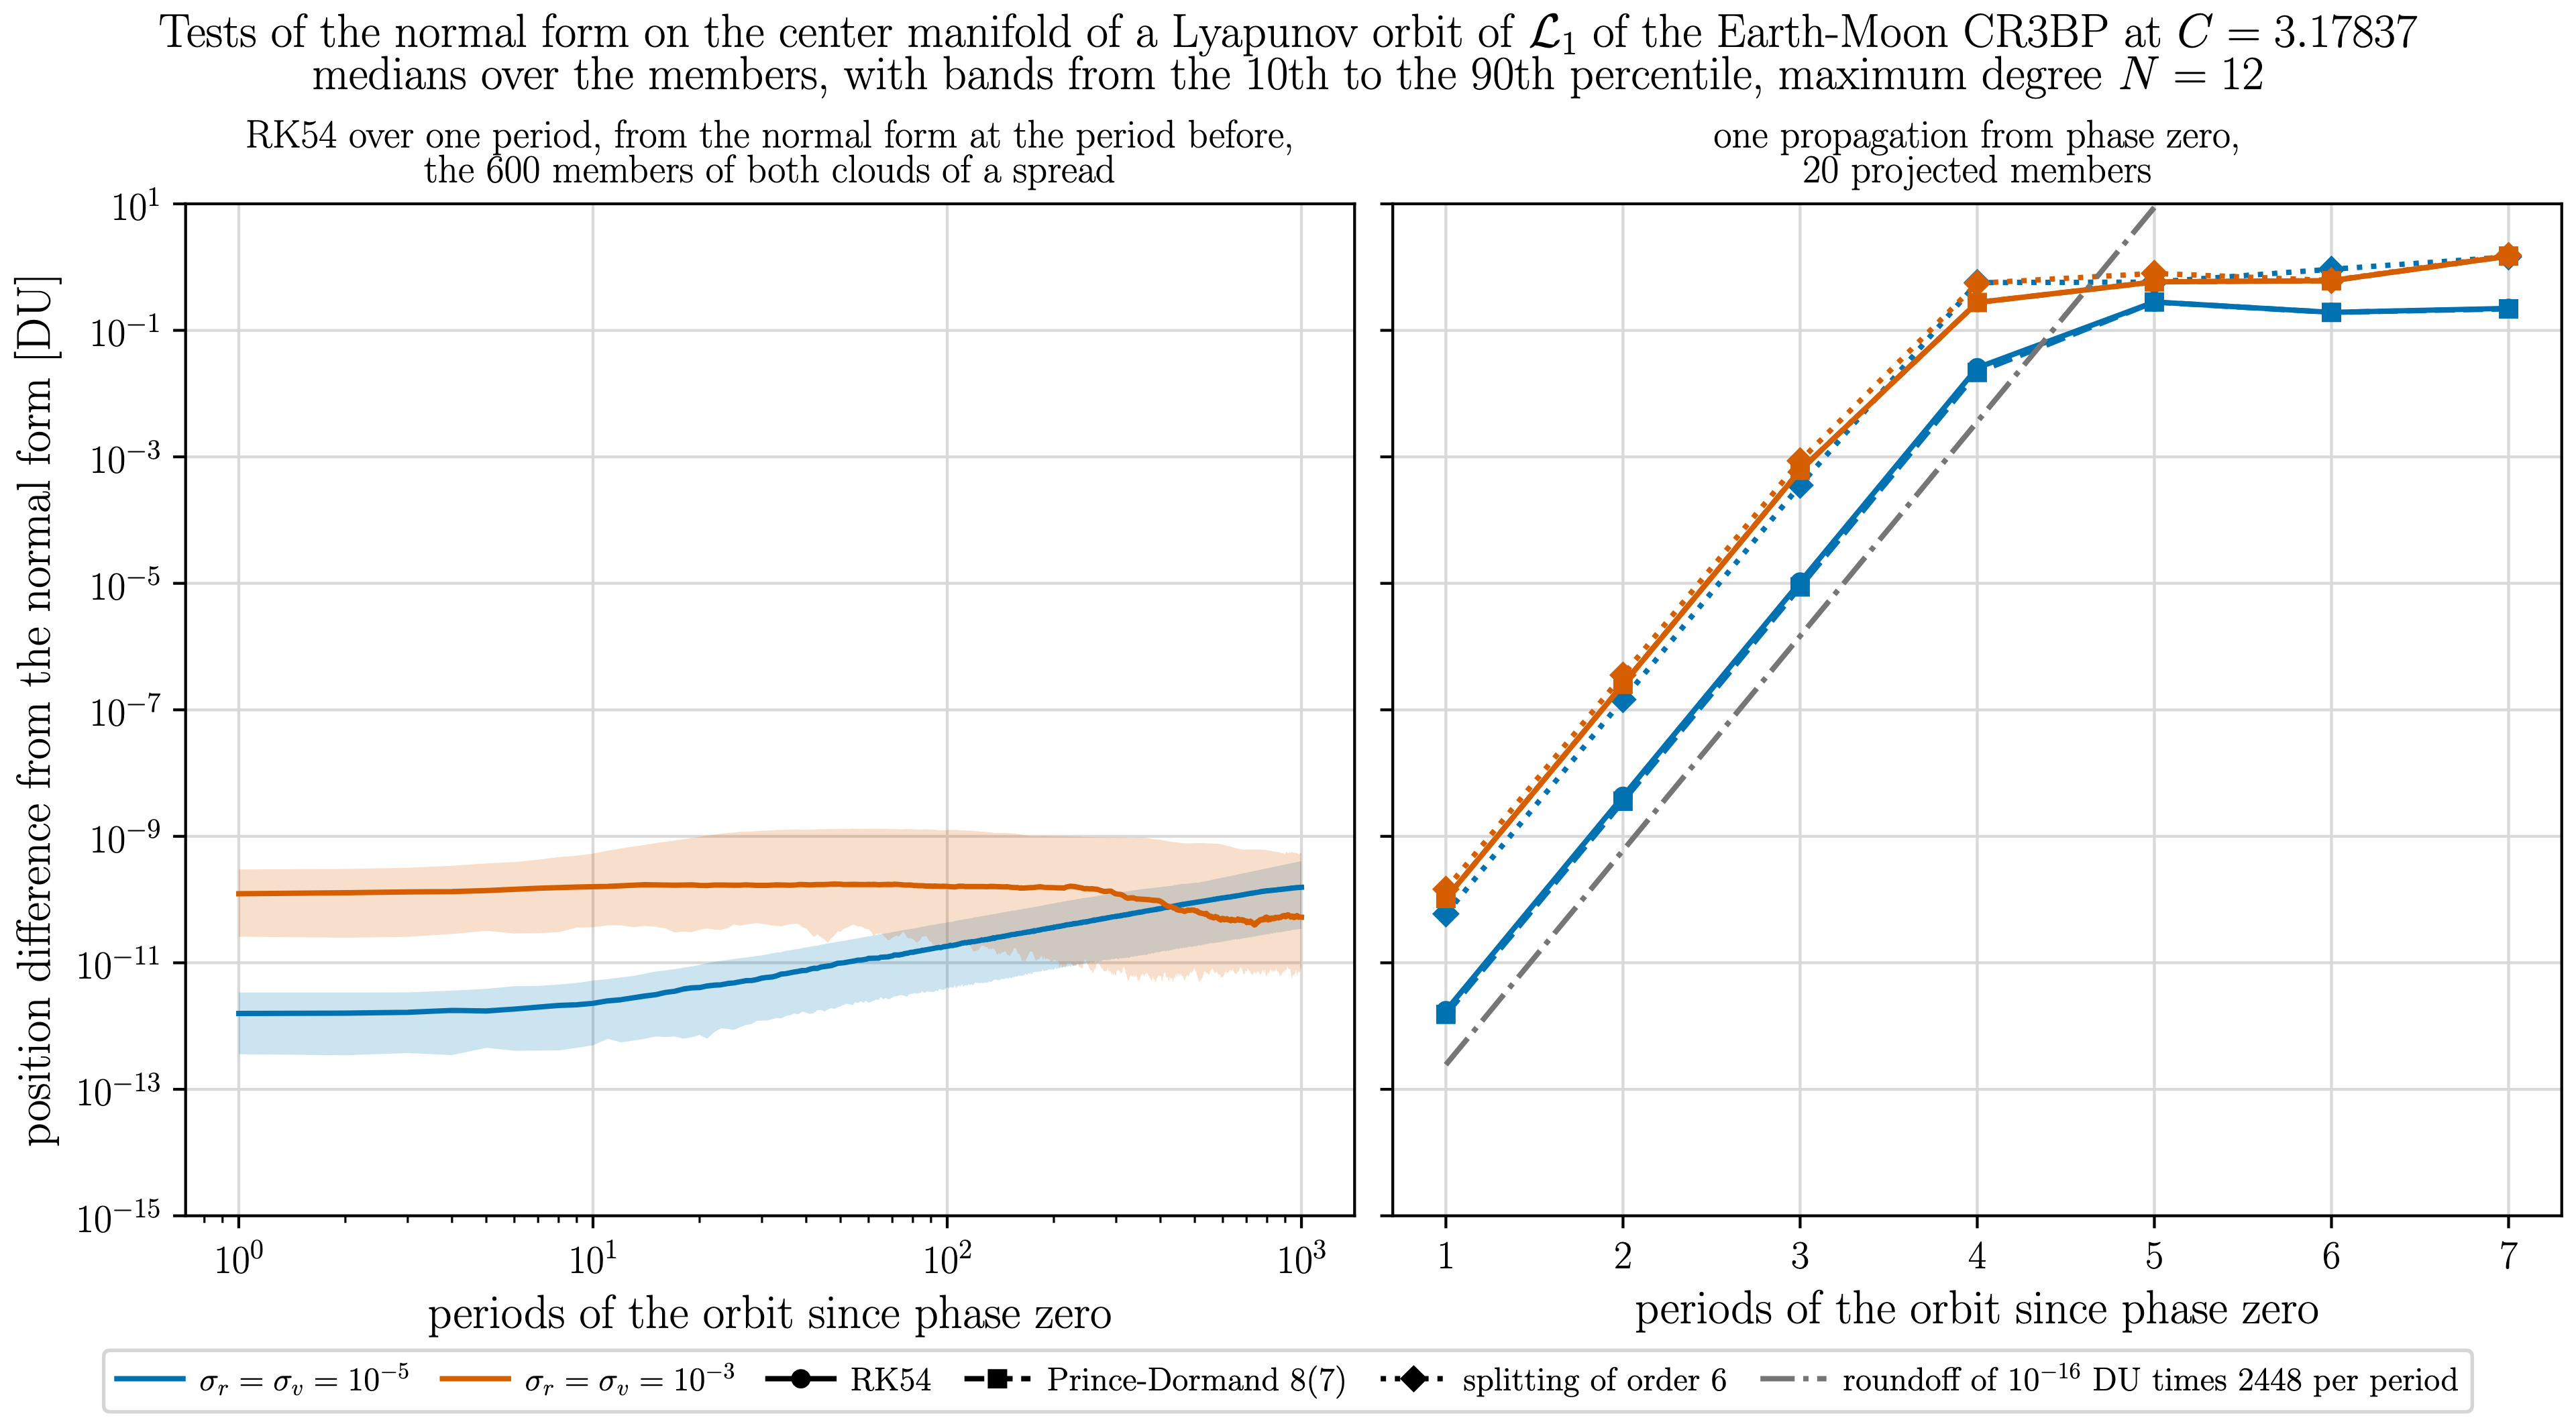 Tests of the normal form on the center manifold of a Lyapunov orbit of 𝓛₁ of the Earth-Moon CR3BP at C = 3.17837
medians over the members, with bands from the 10th to the 90th percentile, maximum degree N = 12
RK54 over one period, from the normal form at the period before,
the 600 members of both clouds of a spread
one propagation from phase zero,
20 projected members
position difference from the normal form [DU]
10¹
10⁻¹
10⁻³
10⁻⁵
10⁻⁷
10⁻⁹
10⁻¹¹
10⁻¹³
10⁻¹⁵
10⁰ 10¹ 10² 10³
1 2 3 4 5 6 7
periods of the orbit since phase zero
periods of the orbit since phase zero
σᵣ = σᵥ = 10⁻⁵
σᵣ = σᵥ = 10⁻³
RK54
Prince-Dormand 8(7)
splitting of order 6
roundoff of 10⁻¹⁶ DU times 2448 per period